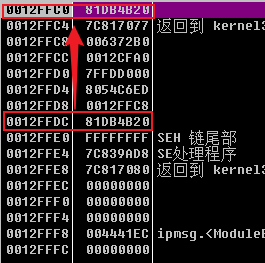 0012FFC0 81DB4B20
0012FFC4 7C817077 返回到 kernel3
0012FFC8 006372B0
0012FFCC 0012CFA0
0012FFD0 7FFDD000
0012FFD4 8054C6ED
0012FFD8 0012FFC8
0012FFDC 81DB4B20
0012FFE0 FFFFFFFF SEH 链尾部
0012FFE4 7C839AD8 SE处理程序
0012FFE8 7C817080 返回到 kernel3
0012FFEC 00000000
0012FFF0 00000000
0012FFF4 00000000
0012FFF8 004441EC ipmsg.<ModuleE
0012FFFC 00000000